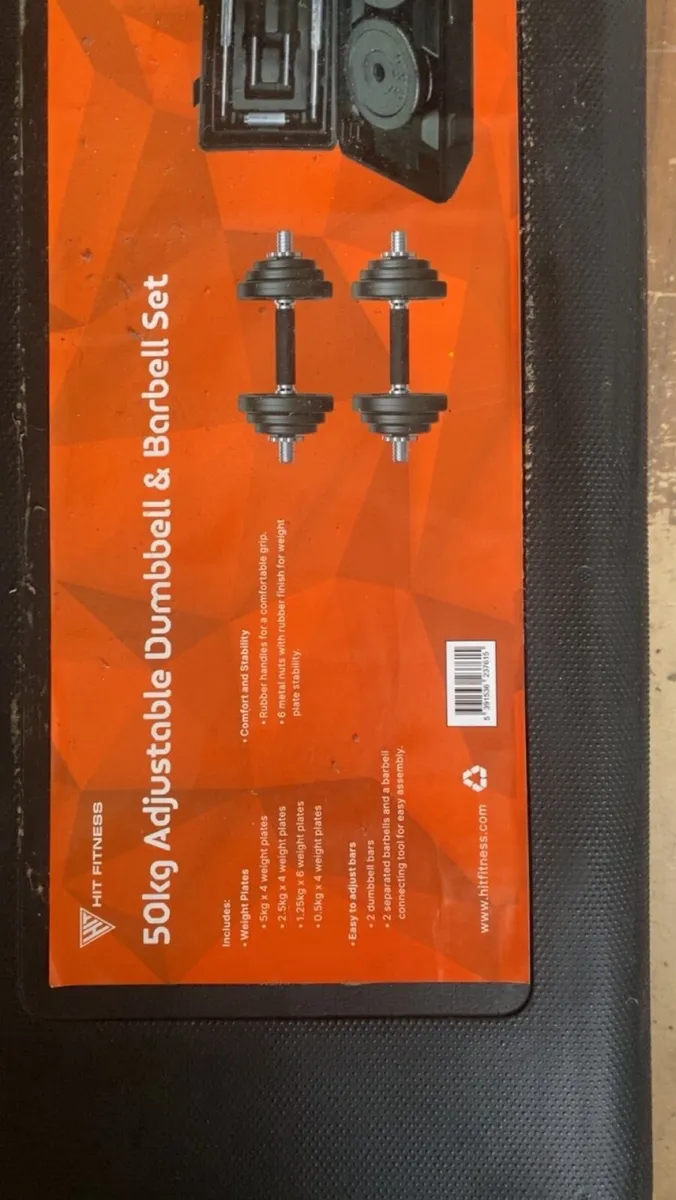 HIT FITNESS
50kg Adjustable Dumbbell & Barbell Set
Includes:
• Weight Plates
• 5kg x 4 weight plates
• 2.5kg x 4 weight plates
• 1.25kg x 6 weight plates
• 0.5kg x 4 weight plates
• Easy to adjust bars
• 2 dumbbell bars
• 2 separated barbells and a barbell
connecting tool for easy assembly.
• Comfort and Stability
• Rubber handles for a comfortable grip.
• 6 metal nuts with rubber finish for weight
plate stability.
www.hitfitness.com
5 391536 237615